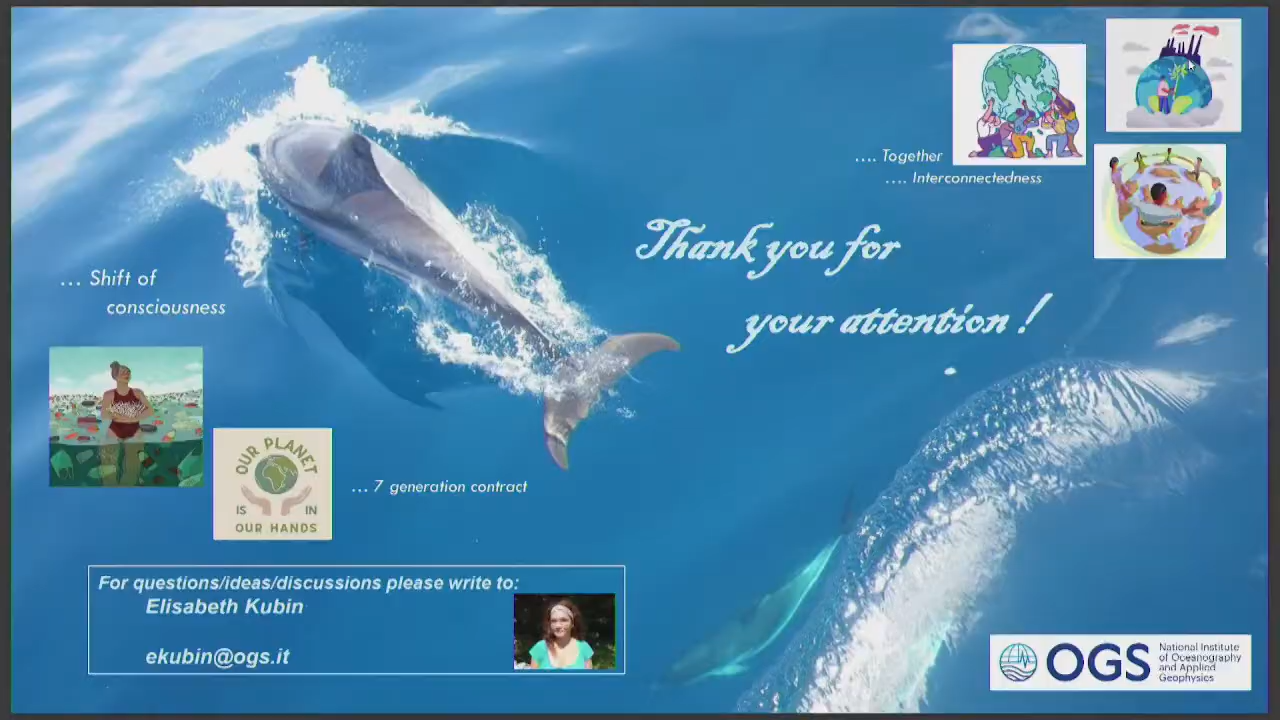 .... Together
.... Interconnectedness
Thank you for
your attention !
... Shift of
consciousness
OUR PLANET
IS IN
OUR HANDS
... 7 generation contract
For questions/ideas/discussions please write to:
Elisabeth Kubin
ekubin@ogs.it
OGS
National Institute
of Oceanography
and Applied
Geophysics